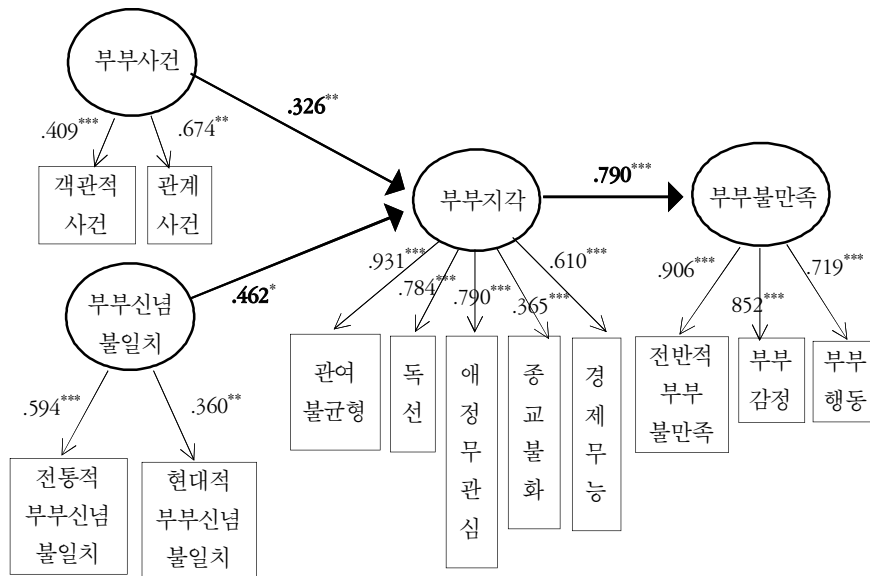 부부사건
.326**
.409***
.674**
객관적
사건
관계
사건
부부지각
.790***
부부불만족
.462*
부부신념
불일치
.931***
.784***
.790***
.365***
.610***
.906***
852***
.719***
관여
불균형
독
선
애
정
무
관
심
종
교
불
화
경
제
무
능
전반적
부부
불만족
부부
감정
부부
행동
.594***
.360**
전통적
부부신념
불일치
현대적
부부신념
불일치